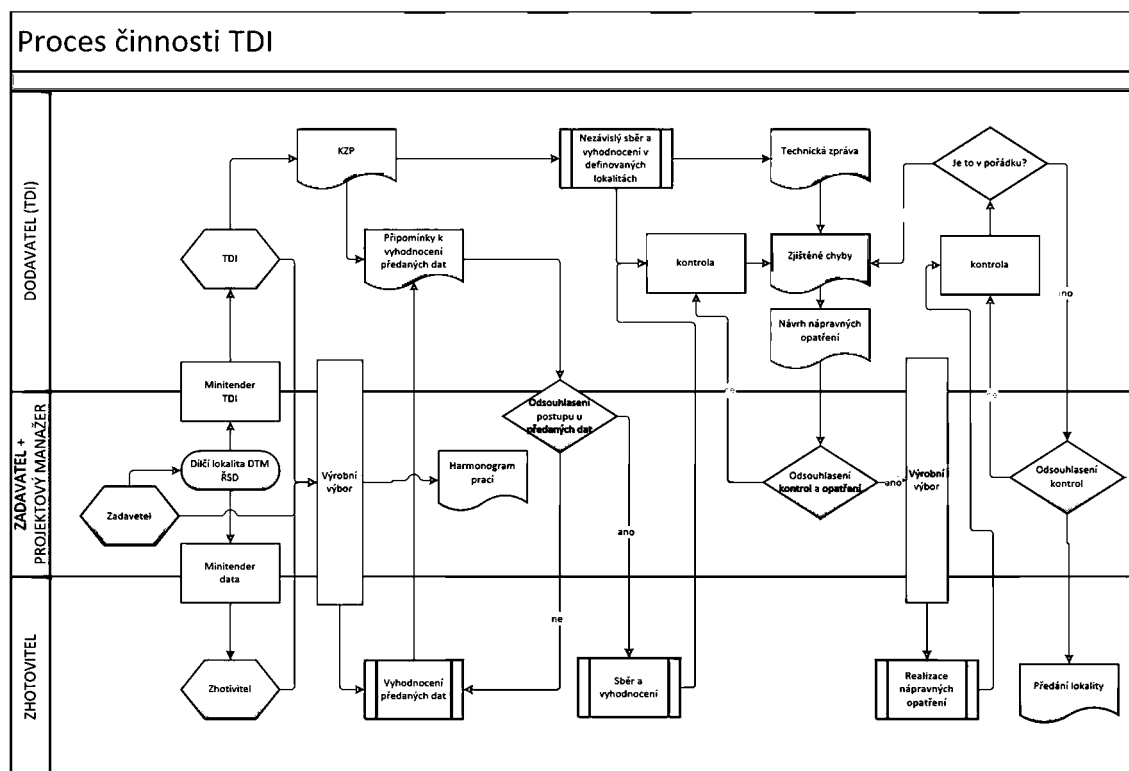 Proces činnosti TDI
DODAVATEL (TDI)
KZP
Nezávislý sběr a
vyhodnocení v
definovaných
lokalitách
Technická zpráva
Je to v pořádku?
TDI
Připomínky k
vyhodnocení
předaných dat
kontrola
Zjištěné chyby
kontrola
Návrh nápravných
opatření
ano
Minitender
TDI
ZADAVATEL +
PROJEKTOVÝ MANAŽER
ne
ne
Odsouhlasení
postupu u
předaných dat
Dílčí lokalita DTM
ŘSD
Výrobní
výbor
Harmonogram
prací
Odsouhlasení
kontrol a opatření
ano
Výrobní
výbor
Odsouhlasení
kontrol
Zadavetel
ano
Minitender
data
ne
ZHOTOVITEL
Zhotivitel
Vyhodnocení
předaných dat
Sběr a
vyhodnocení
Realizace
nápravných
opatření
Předání lokality